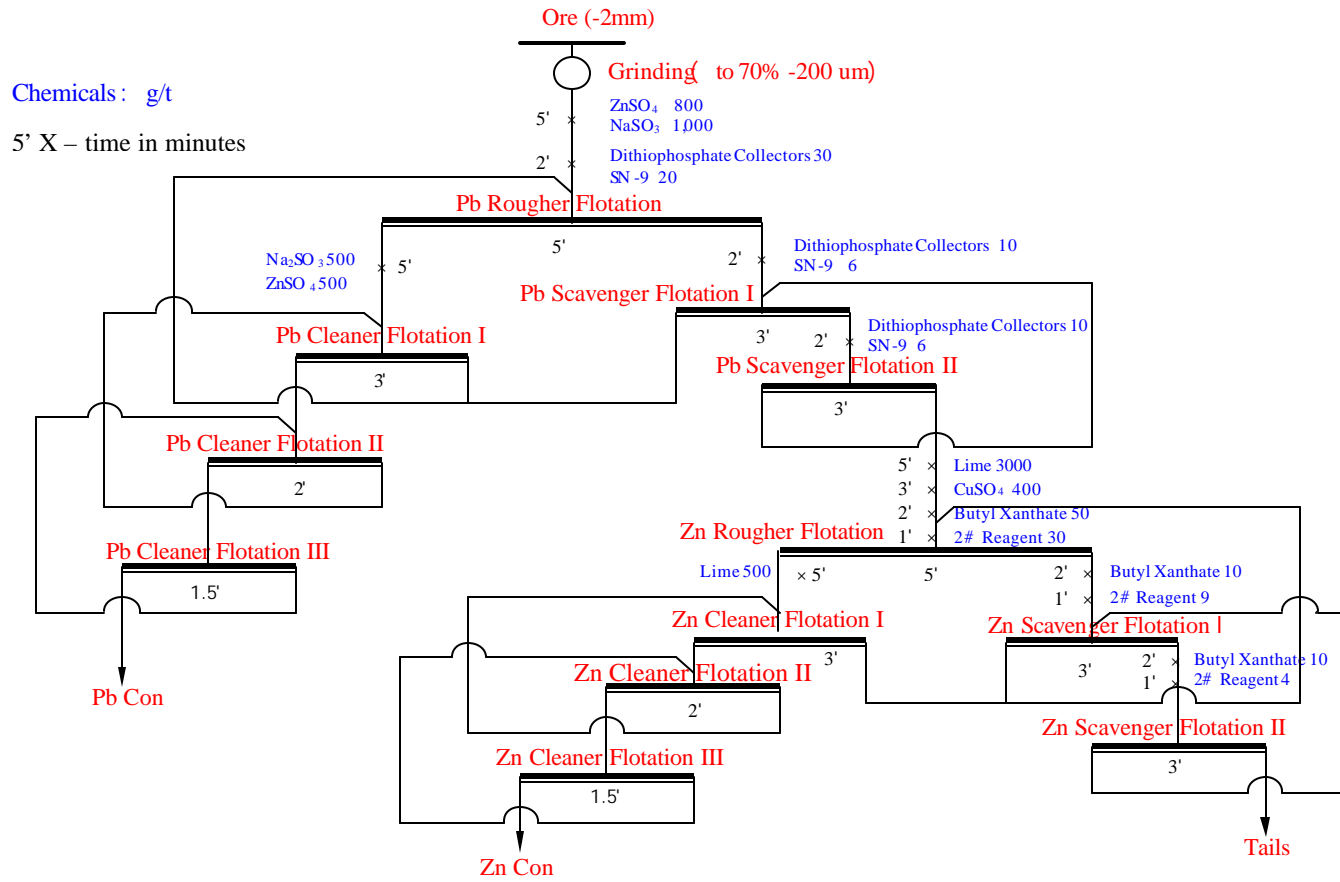 Ore (-2mm)
Grinding( to 70% -200 um)
Chemicals: g/t
5’ X – time in minutes
5'
ZnSO₄ 800
NaSO₃ 1,000
2'
Dithiophosphate Collectors 30
SN-9 20
Pb Rougher Flotation
5'
Na₂SO₃ 500
ZnSO₄ 500
5'
2'
Dithiophosphate Collectors 10
SN-9 6
Pb Scavenger Flotation I
3'
Pb Cleaner Flotation I
3'
2'
Dithiophosphate Collectors 10
SN-9 6
Pb Scavenger Flotation II
3'
Pb Cleaner Flotation II
2'
5'
Lime 3000
3'
CuSO₄ 400
2'
Butyl Xanthate 50
1'
2# Reagent 30
Zn Rougher Flotation
5'
Pb Cleaner Flotation III
1.5'
Lime 500
5'
2'
Butyl Xanthate 10
1'
2# Reagent 9
Zn Cleaner Flotation I
3'
Zn Scavenger Flotation I
3'
2'
Butyl Xanthate 10
1'
2# Reagent 4
Zn Cleaner Flotation II
2'
Pb Con
Zn Scavenger Flotation II
3'
Zn Cleaner Flotation III
1.5'
Zn Con
Tails